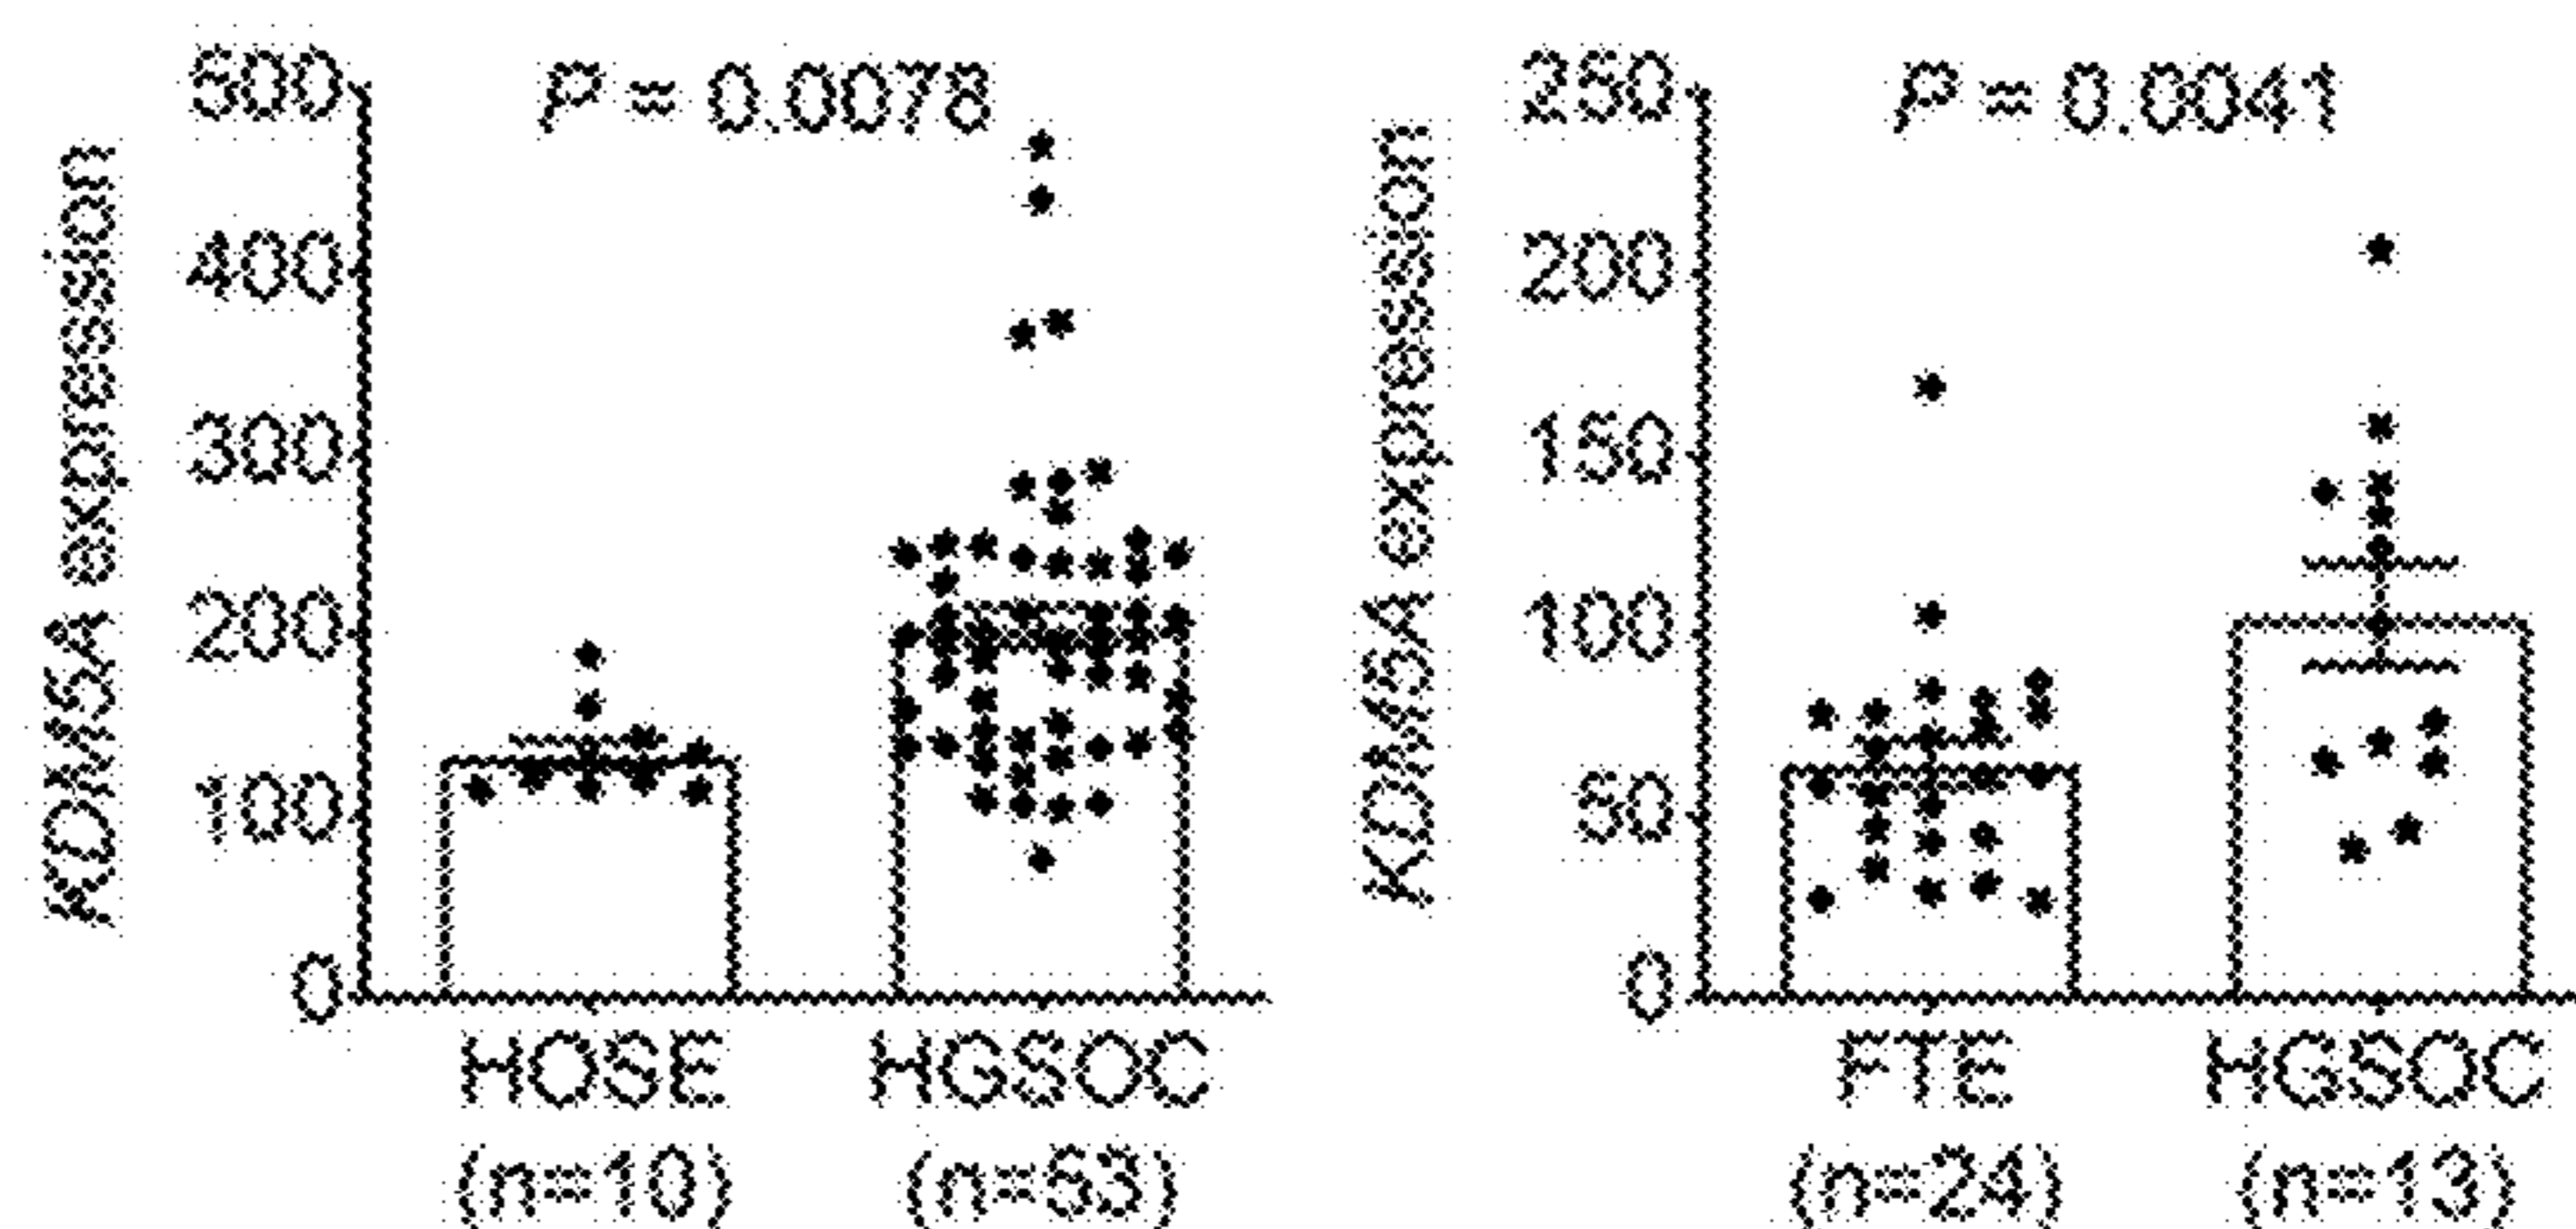 P = 0.0078
KDM5A expression
500
400
300
200
100
0
HOSE HGSOC
(n=10) (n=53)
P = 0.0041
KDM5A expression
250
200
150
100
50
0
FTE HGSOC
(n=24) (n=13)